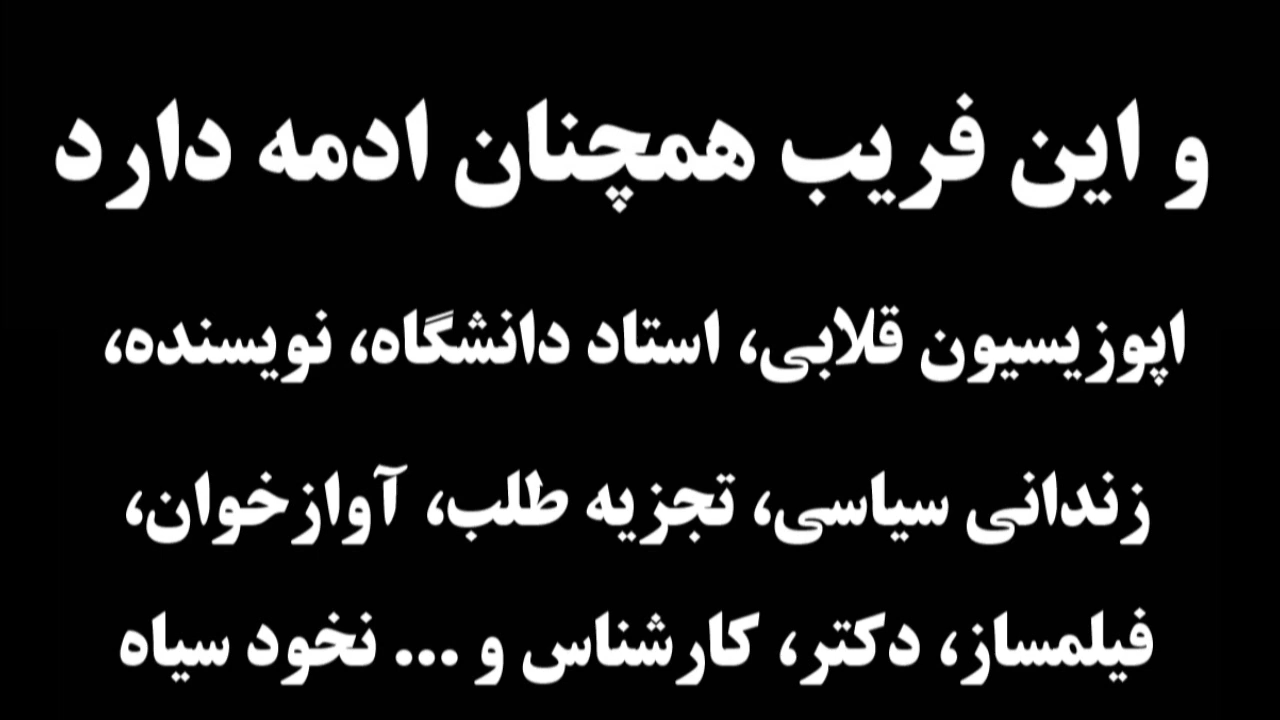 و این فریب همچنان ادمه دارد
اپوزیسیون قلابی، استاد دانشگاه، نویسنده،
زندانی سیاسی، تجزیه طلب، آوازخوان،
فیلمساز، دکتر، کارشناس و ... نخود سیاه